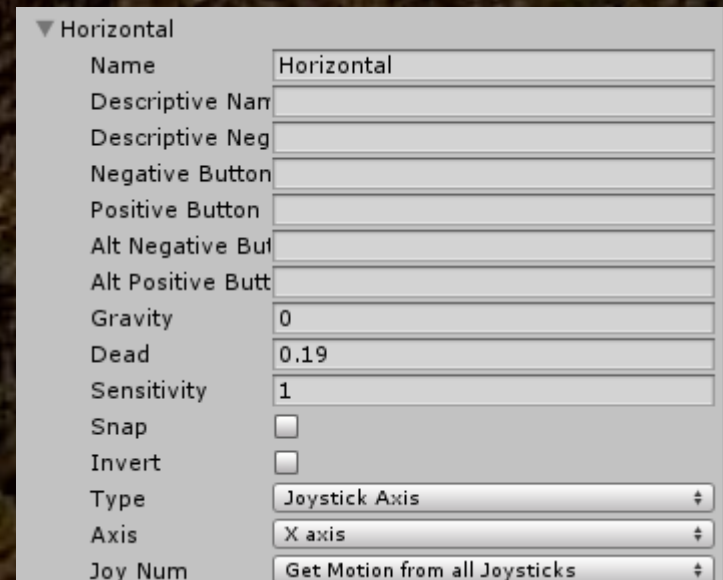 Horizontal
Name Horizontal
Descriptive Nam
Descriptive Neg
Negative Button
Positive Button
Alt Negative But
Alt Positive Butt
Gravity 0
Dead 0.19
Sensitivity 1
Snap
Invert
Type Joystick Axis
Axis X axis
Joy Num Get Motion from all Joysticks